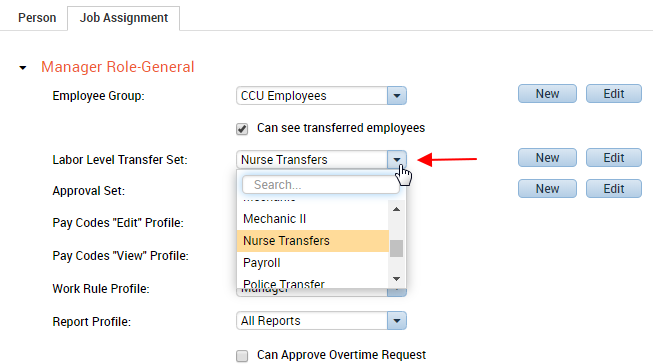 Person Job Assignment
Manager Role-General
Employee Group: CCU Employees New Edit
Can see transferred employees
Labor Level Transfer Set: Nurse Transfers New Edit
Search...
Approval Set: New Edit
Mechanic
Mechanic II
Pay Codes "Edit" Profile:
Nurse Transfers
Pay Codes "View" Profile:
Payroll
Police Transfer
Work Rule Profile: Manager
Report Profile: All Reports
Can Approve Overtime Request